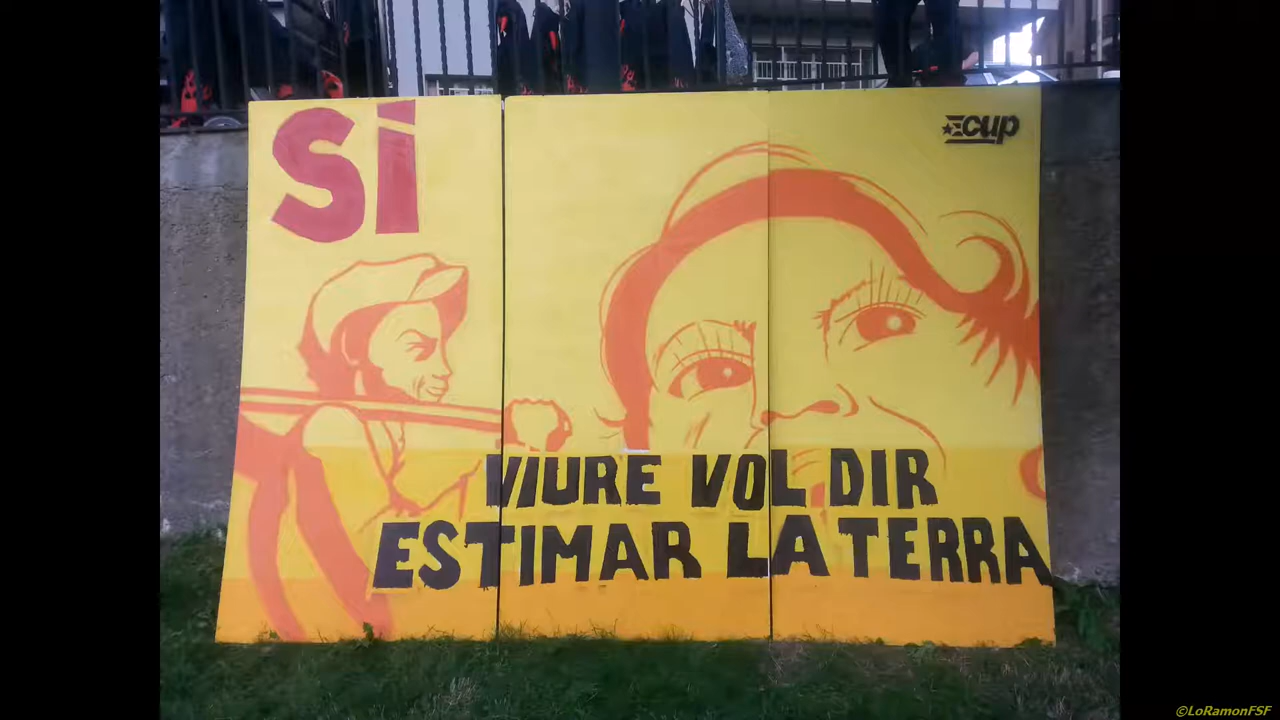 SÍ
cup
VIURE VOL DIR
ESTIMAR LA TERRA
©LoRamonFSF